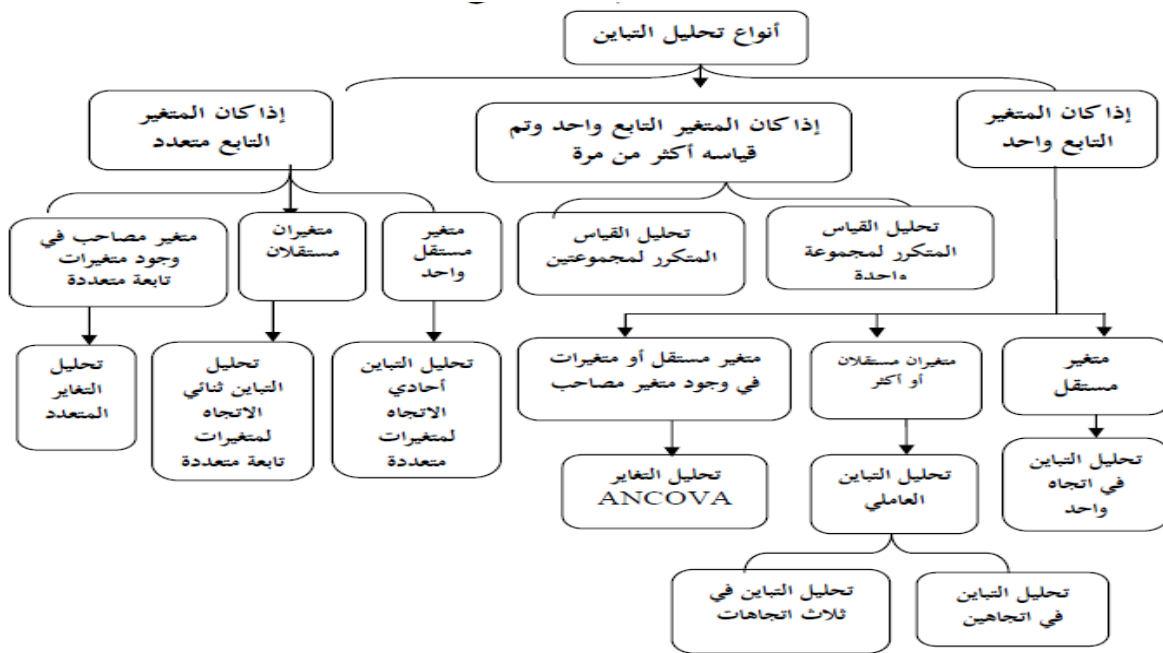 أنواع تحليل التباين
إذا كان المتغير
التابع واحد
إذا كان المتغير التابع واحد وتم
قياسه أكثر من مرة
إذا كان المتغير
التابع متعدد
تحليل القياس
المتكرر لمجموعة
واحدة
تحليل القياس
المتكرر لمجموعتين
متغير
مستقل
واحد
متغيران
مستقلان
متغير مصاحب في
وجود متغيرات
تابعة متعددة
متغير
مستقل
متغيران مستقلان
أو أكثر
متغير مستقل أو متغيرات
في وجود متغير مصاحب
تحليل التباين
أحادي
الاتجاه
لمتغيرات
متعددة
تحليل
التباين ثنائي
الاتجاه
لمتغيرات
تابعة متعددة
تحليل
التغاير
المتعدد
تحليل التباين
في اتجاه
واحد
تحليل التباين
العاملي
تحليل التغاير
ANCOVA
تحليل التباين
في اتجاهين
تحليل التباين في
ثلاث اتجاهات